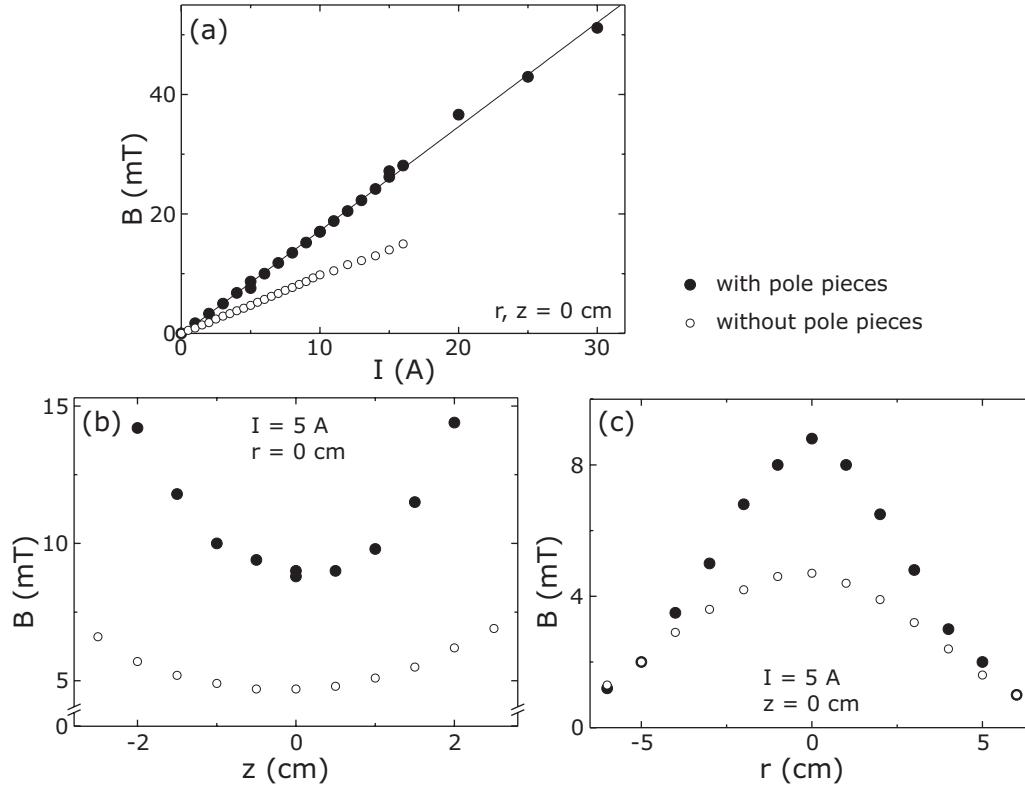 (a)
B (mT)
40
20
0
0 10 20 30
I (A)
r, z = 0 cm
with pole pieces
without pole pieces
(b)
I = 5 A
r = 0 cm
B (mT)
15
10
5
0
-2 0 2
z (cm)
(c)
B (mT)
8
4
0
I = 5 A
z = 0 cm
-5 0 5
r (cm)